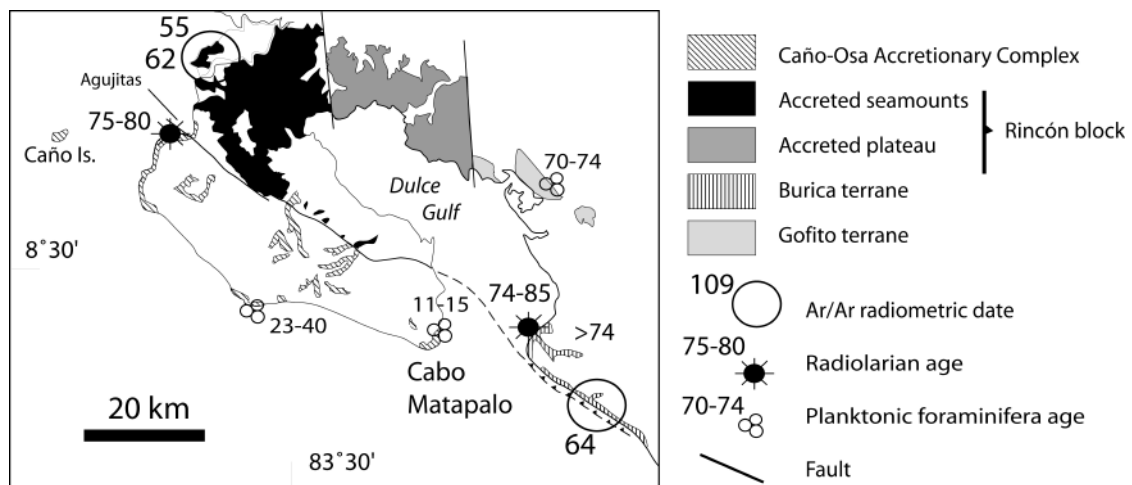 55
62
Agujitas
75-80
Caño Is.
70-74
Dulce
Gulf
8˚30'
74-85
11-15
>74
23-40
Cabo
Matapalo
20 km
64
83˚30'
Caño-Osa Accretionary Complex
Accreted seamounts
Rincón block
Accreted plateau
Burica terrane
Gofito terrane
109
Ar/Ar radiometric date
75-80
Radiolarian age
70-74
Planktonic foraminifera age
Fault